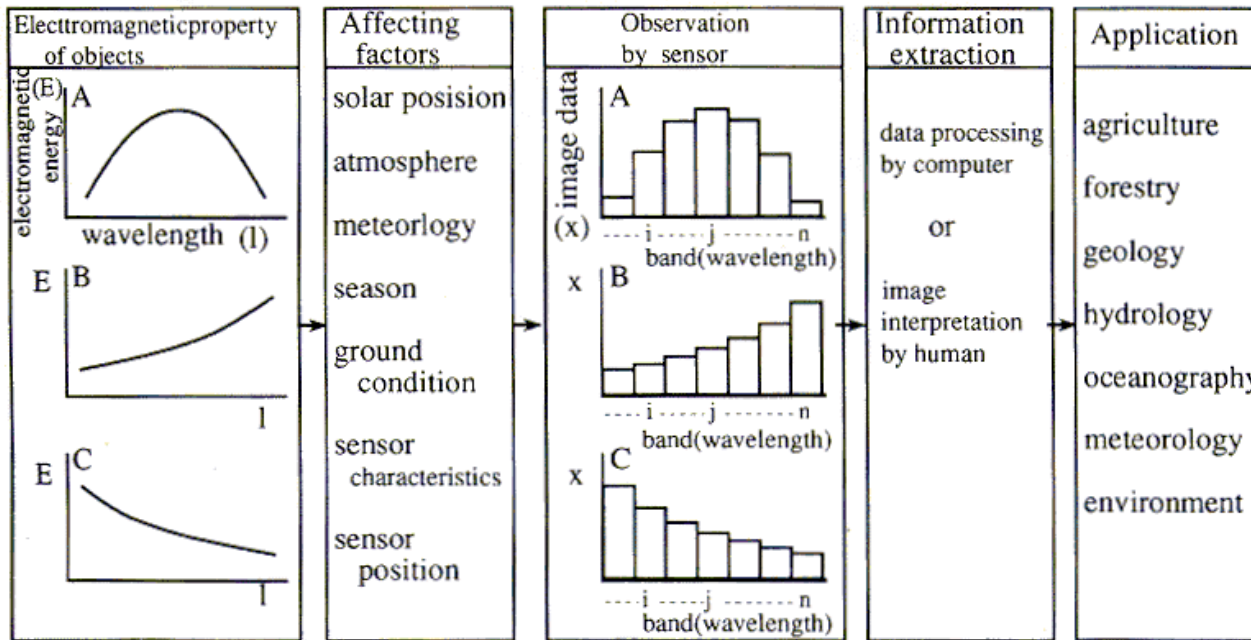 Electtromagneticproperty
of objects
(E)
electromagnetic
energy
A
wavelength (l)
E
B
l
E
C
l
Affecting
factors
solar posision
atmosphere
meteorlogy
season
ground
condition
sensor
characteristics
sensor
position
Observation
by sensor
image data
(x)
A
----- i ----- j -------- n
band(wavelength)
x
B
----- i ----- j -------- n
band(wavelength)
x
C
----- i ----- j -------- n
band(wavelength)
Information
extraction
data processing
by computer
or
image
interpretation
by human
Application
agriculture
forestry
geology
hydrology
oceanography
meteorology
environment